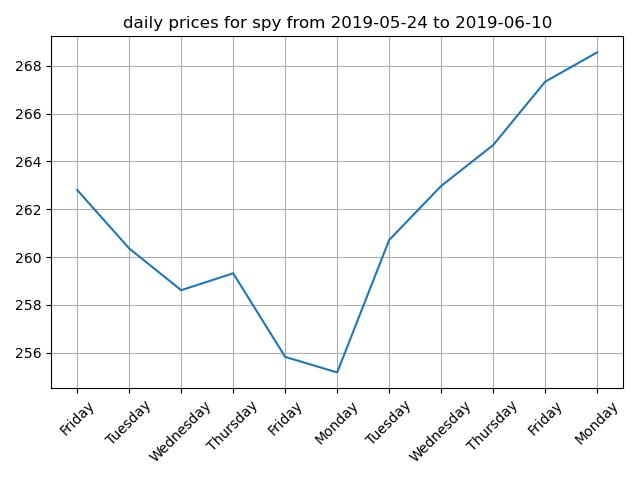 daily prices for spy from 2019-05-24 to 2019-06-10
268
266
264
262
260
258
256
Friday
Tuesday
Wednesday
Thursday
Friday
Monday
Tuesday
Wednesday
Thursday
Friday
Monday